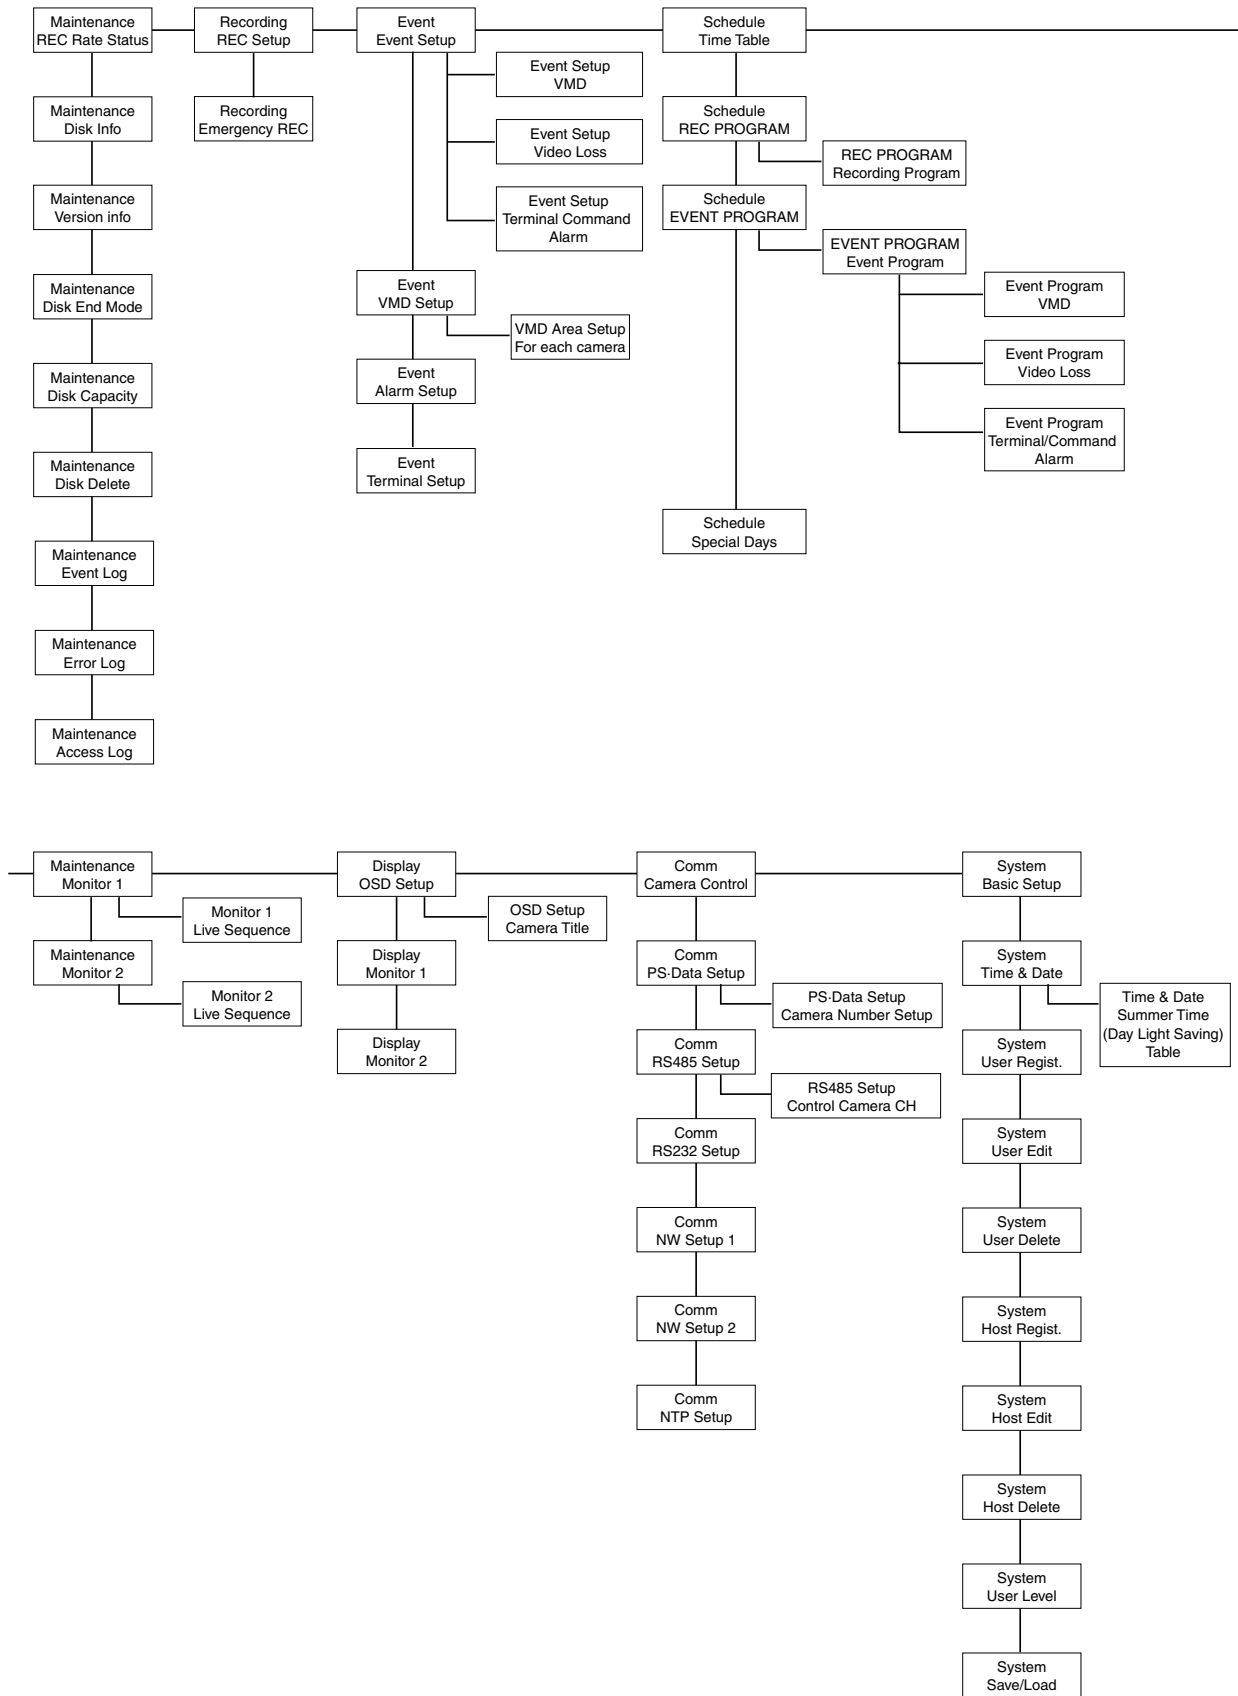 Maintenance
REC Rate Status
Maintenance
Disk Info
Maintenance
Version info
Maintenance
Disk End Mode
Maintenance
Disk Capacity
Maintenance
Disk Delete
Maintenance
Event Log
Maintenance
Error Log
Maintenance
Access Log
Recording
REC Setup
Recording
Emergency REC
Event
Event Setup
Event Setup
VMD
Event Setup
Video Loss
Event Setup
Terminal Command
Alarm
Event
VMD Setup
VMD Area Setup
For each camera
Event
Alarm Setup
Event
Terminal Setup
Schedule
Time Table
Schedule
REC PROGRAM
REC PROGRAM
Recording Program
Schedule
EVENT PROGRAM
EVENT PROGRAM
Event Program
Event Program
VMD
Event Program
Video Loss
Event Program
Terminal/Command
Alarm
Schedule
Special Days
Maintenance
Monitor 1
Monitor 1
Live Sequence
Maintenance
Monitor 2
Monitor 2
Live Sequence
Display
OSD Setup
OSD Setup
Camera Title
Display
Monitor 1
Display
Monitor 2
Comm
Camera Control
Comm
PS·Data Setup
PS·Data Setup
Camera Number Setup
Comm
RS485 Setup
RS485 Setup
Control Camera CH
Comm
RS232 Setup
Comm
NW Setup 1
Comm
NW Setup 2
Comm
NTP Setup
System
Basic Setup
System
Time & Date
Time & Date
Summer Time
(Day Light Saving)
Table
System
User Regist.
System
User Edit
System
User Delete
System
Host Regist.
System
Host Edit
System
Host Delete
System
User Level
System
Save/Load